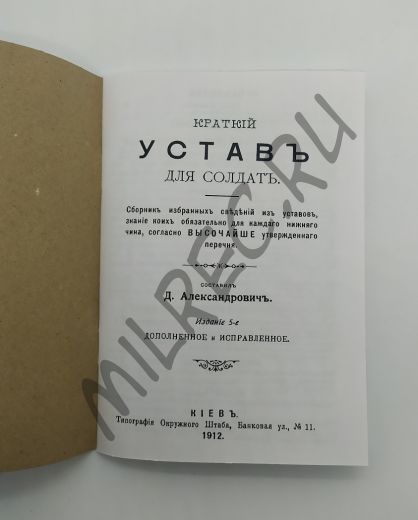 КРАТКІЙ
УСТАВЪ
ДЛЯ СОЛДАТЪ.
Сборникъ избранныхъ свѣдѣній изъ уставовъ,
знаніе коихъ обязательно для каждаго нижняго
чина, согласно ВЫСОЧАЙШЕ утвержденнаго
перечня.
СОСТАВИЛЪ
Д. Александровичъ.
Изданіе 5-е
ДОПОЛНЕННОЕ и ИСПРАВЛЕННОЕ.
КІЕВЪ.
Типографія Окружного Штаба, Банковая ул., № 11.
1912.
MILREC.RU